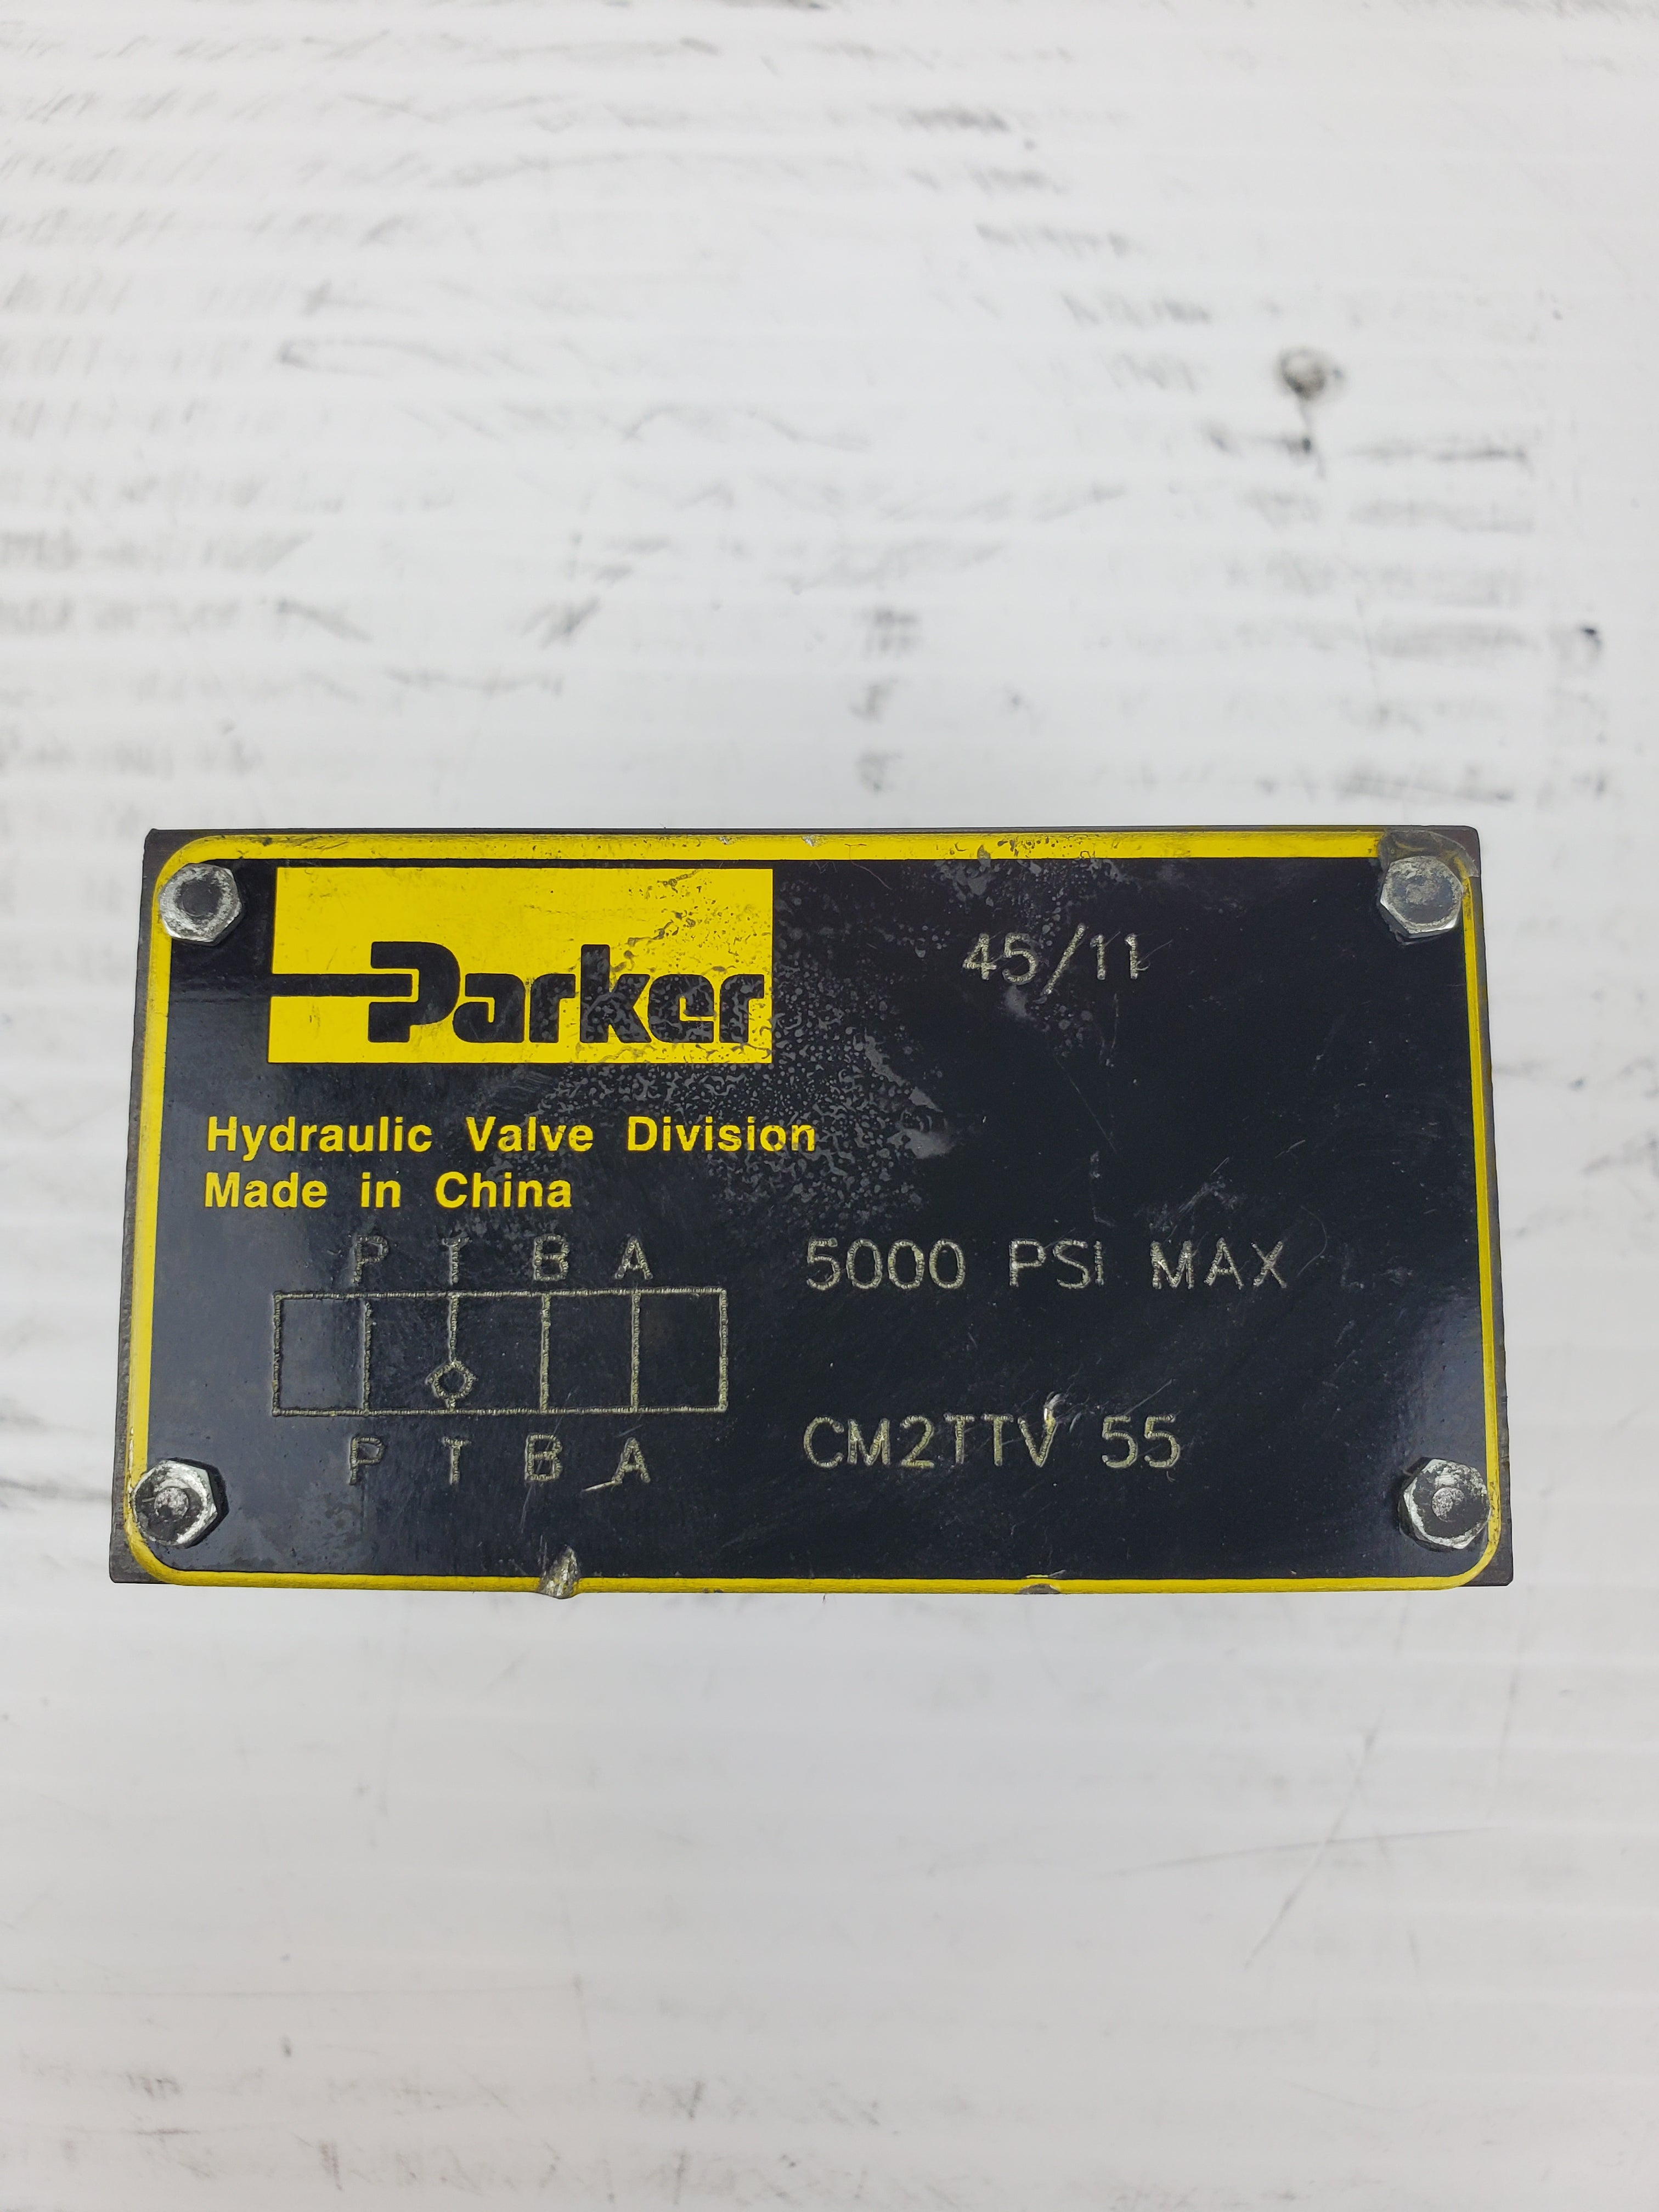 Parker
45/11
Hydraulic Valve Division
Made in China
P T B A
5000 PSI MAX
P T B A
CM2TTV 55